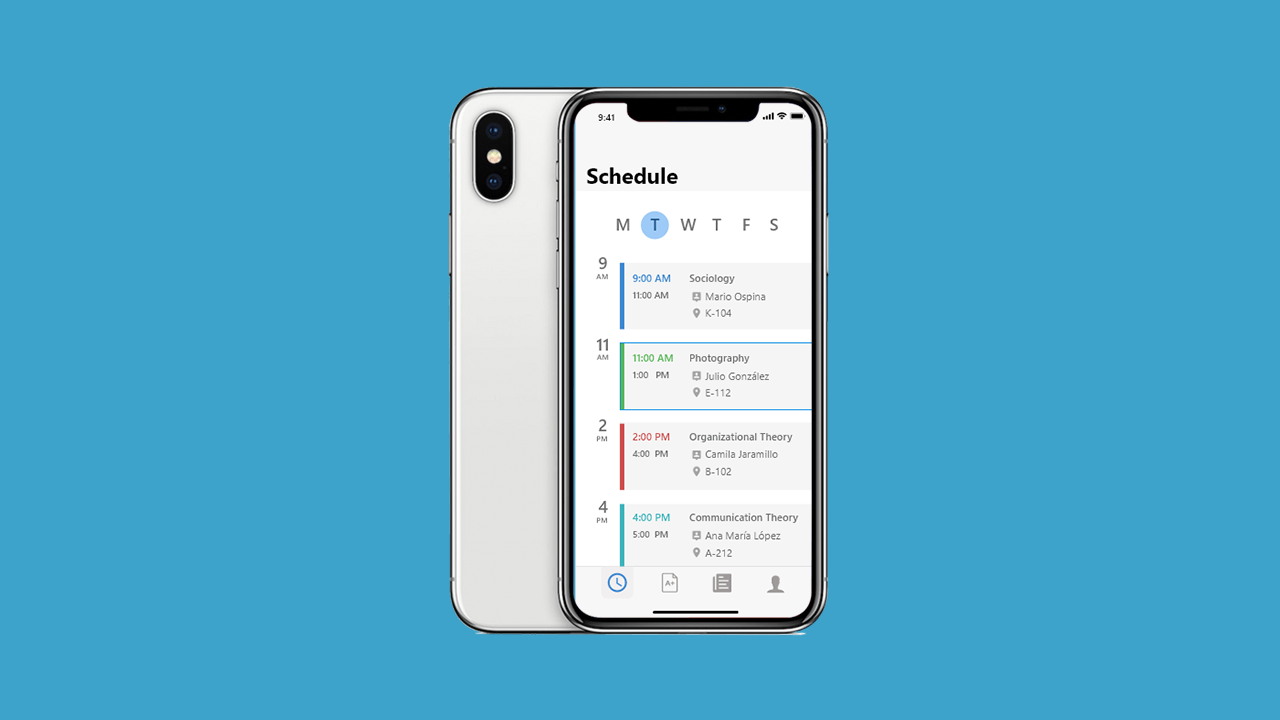 9:41
Schedule
M T W T F S
9
AM
9:00 AM Sociology
11:00 AM Mario Ospina
K-104
11
AM
11:00 AM Photography
1:00 PM Julio González
E-112
2
PM
2:00 PM Organizational Theory
4:00 PM Camila Jaramillo
B-102
4
PM
4:00 PM Communication Theory
5:00 PM Ana María López
A-212
A+